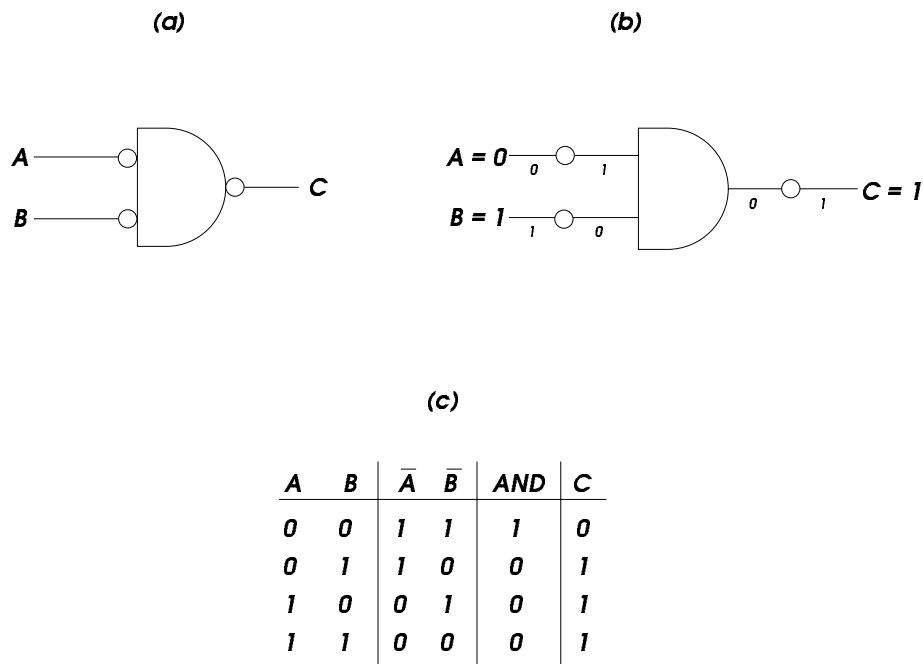 (a) (b)
A
B
C
A = 0 0 1
B = 1 1 0
0 1 C = 1
(c)
A B A̅ B̅ AND C
0 0 1 1 1 0
0 1 1 0 0 1
1 0 0 1 0 1
1 1 0 0 0 1